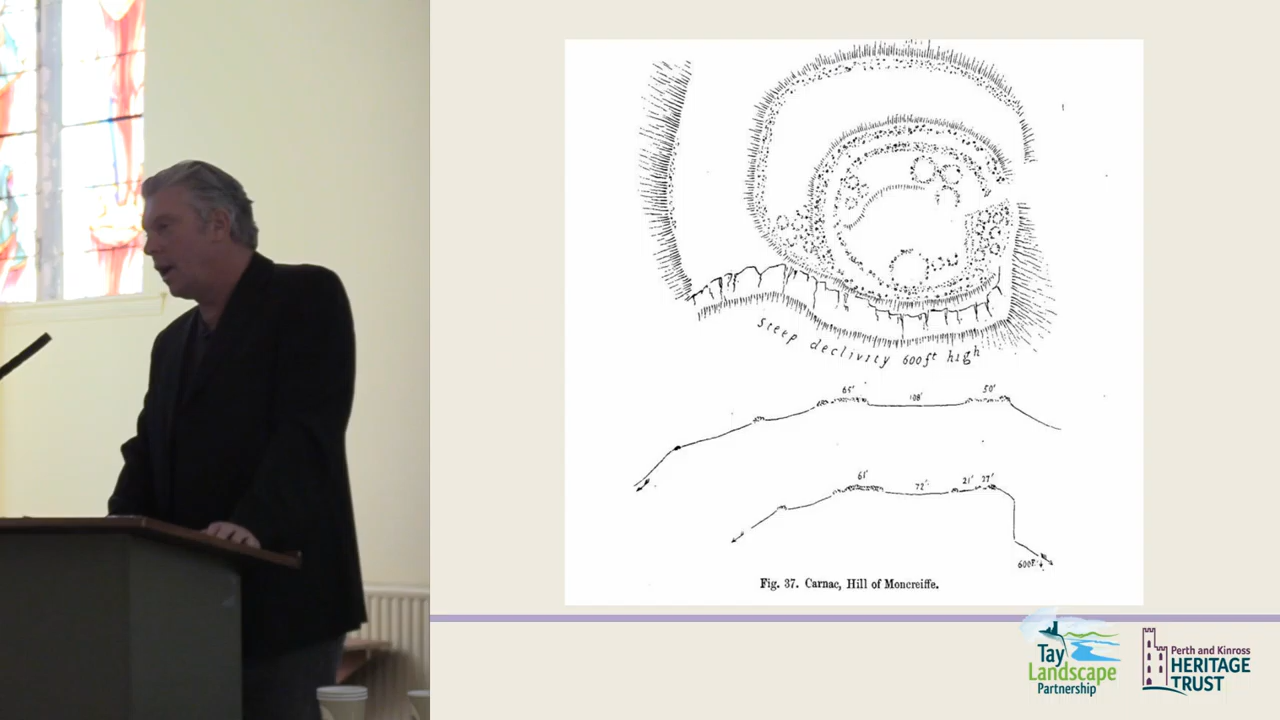 Steep declivity 600ft high
65'
108'
50'
61'
72'
21'
37'
600F.
Fig. 37. Carnac, Hill of Moncreiffe.
Tay
Landscape
Partnership
Perth and Kinross
HERITAGE
TRUST